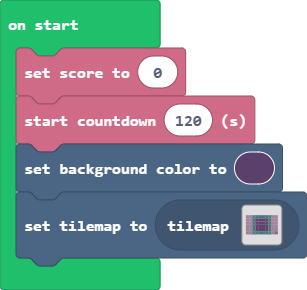 on start
set score to 0
start countdown 120 (s)
set background color to
set tilemap to tilemap